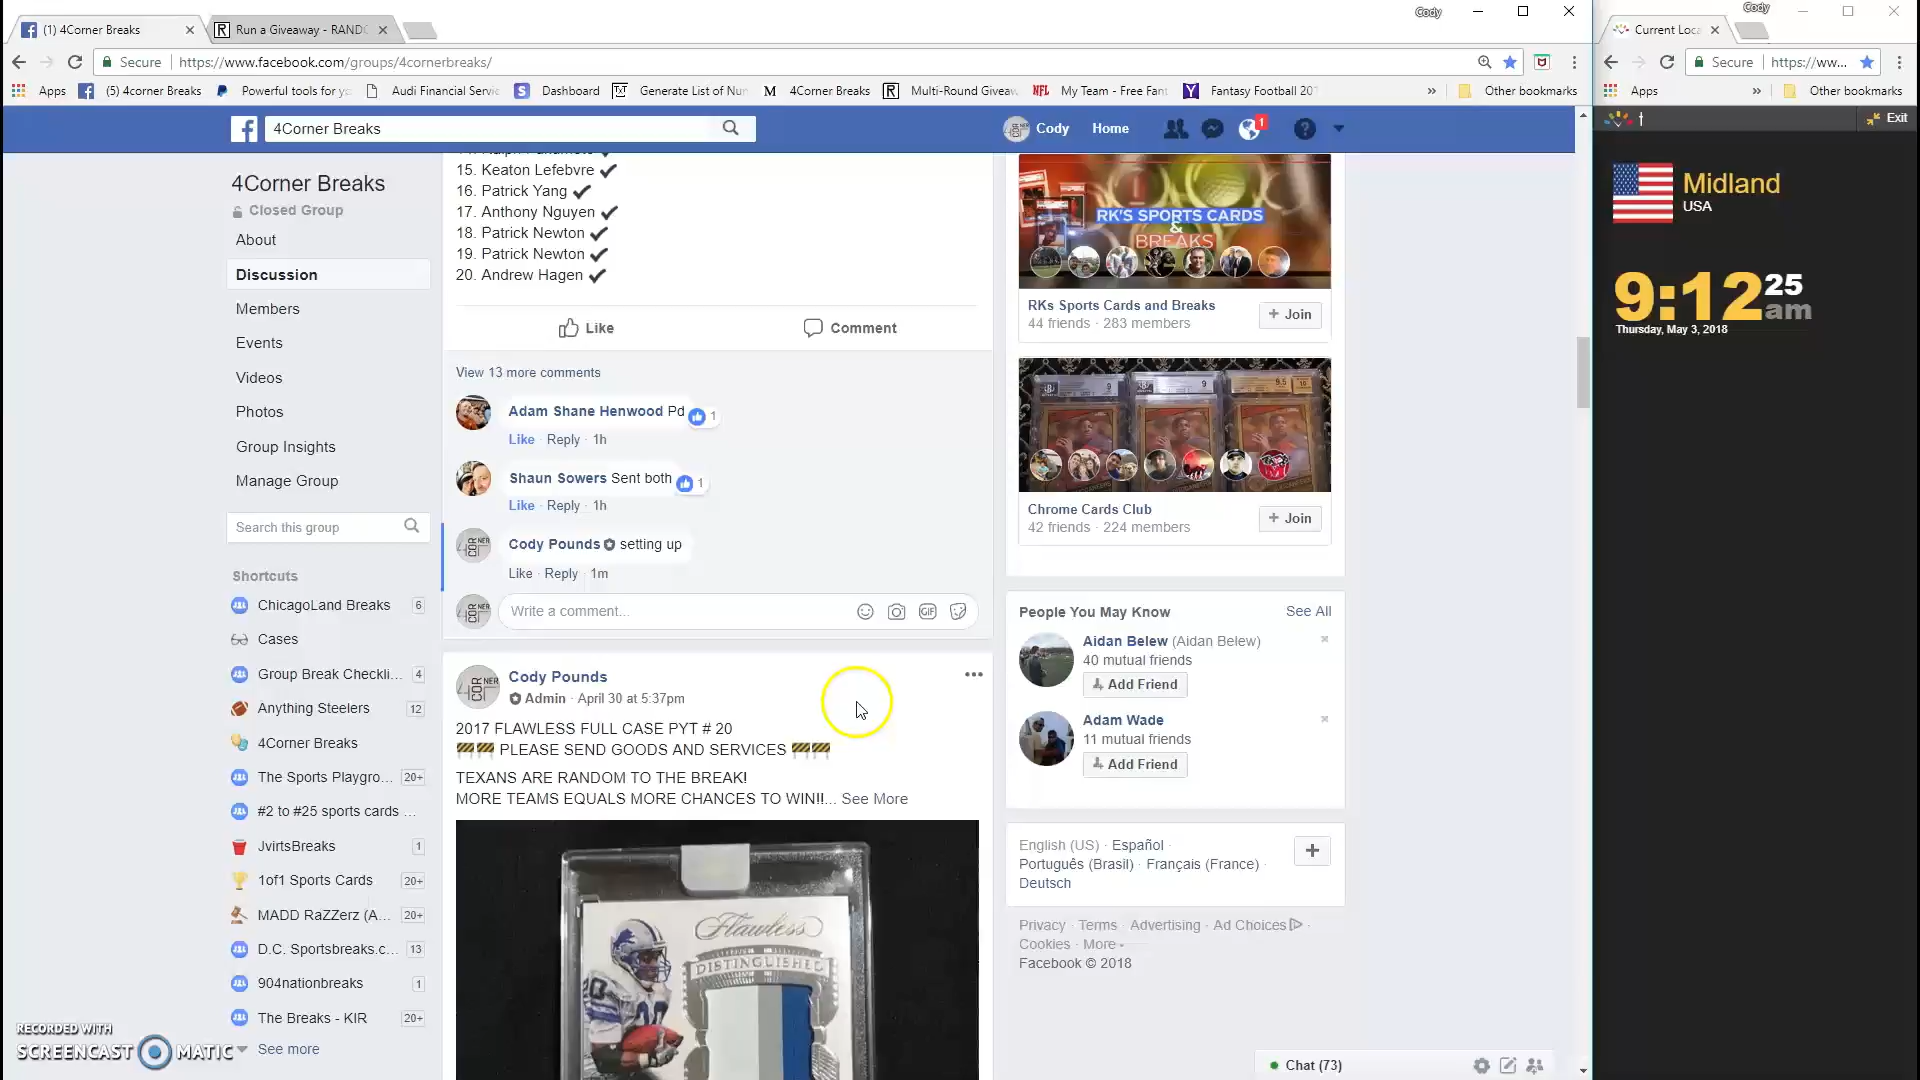 Cody
(1) 4Corner Breaks
Run a Giveaway - RANDO
Secure https://www.facebook.com/groups/4cornerbreaks/
Apps (5) 4corner Breaks Powerful tools for Audi Financial Servic Dashboard Generate List of Nu 4Corner Breaks Multi-Round Giveaw NFL My Team - Free Fant Fantasy Football 20 » Other bookmarks
4Corner Breaks
Cody Home 1
4Corner Breaks
Closed Group
About
Discussion
Members
Events
Videos
Photos
Group Insights
Manage Group
Search this group
Shortcuts
ChicagoLand Breaks 6
Cases
Group Break Checkli... 4
Anything Steelers 12
4Corner Breaks
The Sports Playgro... 20+
#2 to #25 sports cards ...
JvirtsBreaks 1
1of1 Sports Cards 20+
MADD RaZZerz (A... 20+
D.C. Sportsbreaks.c... 13
904nationbreaks 1
The Breaks - KIR 20+
See more
RECORDED WITH
SCREENCAST MATIC
15. Keaton Lefebvre ✔
16. Patrick Yang ✔
17. Anthony Nguyen ✔
18. Patrick Newton ✔
19. Patrick Newton ✔
20. Andrew Hagen ✔
Like Comment
View 13 more comments
Adam Shane Henwood Pd 1
Like · Reply · 1h
Shaun Sowers Sent both 1
Like · Reply · 1h
Cody Pounds setting up
Like · Reply · 1m
Write a comment...
GIF
Cody Pounds
Admin · April 30 at 5:37pm
2017 FLAWLESS FULL CASE PYT # 20
🚧🚧 PLEASE SEND GOODS AND SERVICES 🚧🚧
TEXANS ARE RANDOM TO THE BREAK!
MORE TEAMS EQUALS MORE CHANCES TO WIN!!... See More
Flawless
DISTINGUISHED
RK'S SPORTS CARDS
&
BREAKS
RKs Sports Cards and Breaks
44 friends · 283 members
+ Join
Chrome Cards Club
42 friends · 224 members
+ Join
People You May Know See All
Aidan Belew (Aidan Belew)
40 mutual friends
Add Friend
Adam Wade
11 mutual friends
Add Friend
English (US) · Español ·
Português (Brasil) · Français (France) ·
Deutsch
Privacy · Terms · Advertising · Ad Choices ·
Cookies · More
Facebook © 2018
Chat (73)
Cody
Current Loca
Secure https://ww...
Apps » Other bookmarks
Exit
Midland
USA
9:12 25 am
Thursday, May 3, 2018